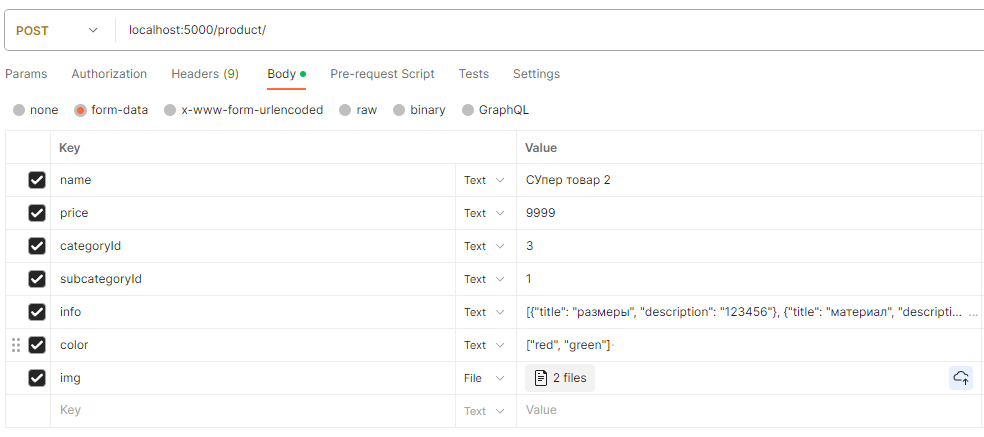 POST localhost:5000/product/
Params Authorization Headers (9) Body Pre-request Script Tests Settings
none form-data x-www-form-urlencoded raw binary GraphQL
Key Value
name Text СУпер товар 2
price Text 9999
categoryId Text 3
subcategoryId Text 1
info Text [{"title": "размеры", "description": "123456"}, {"title": "материал", "descripti... ...
color Text ["red", "green"]
img File 2 files
Key Text Value